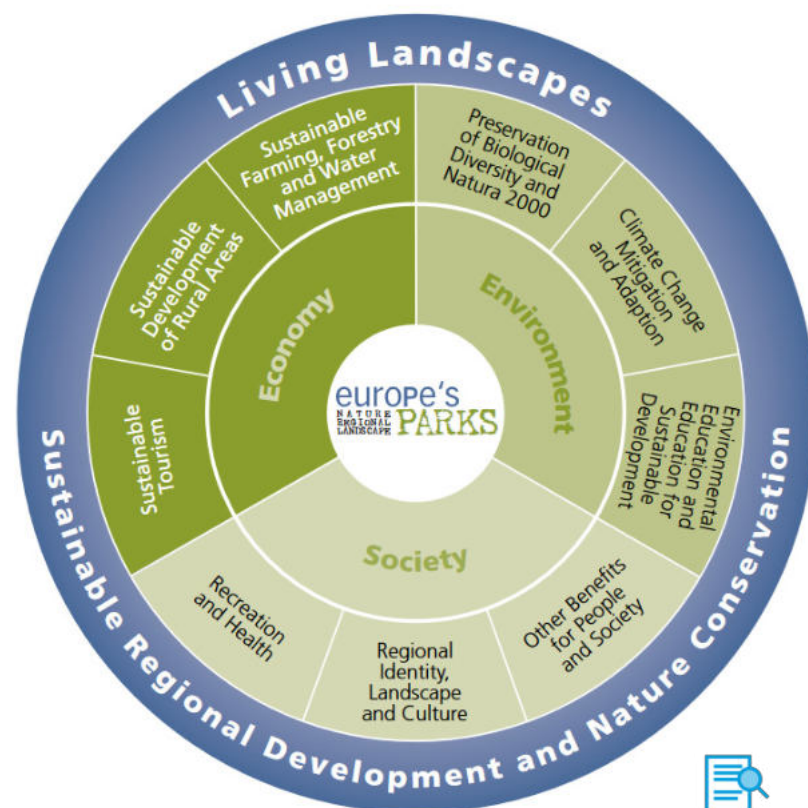 Living Landscapes
Sustainable
Farming, Forestry
and Water
Management
Preservation
of Biological
Diversity and
Natura 2000
Sustainable
Development
of Rural Areas
Climate Change
Mitigation
and Adaption
Economy
Environment
europe's
NATURE
REGIONAL
LANDSCAPE
PARKS
Sustainable
Tourism
Environmental
Education and
Education for
Sustainable
Development
Society
Recreation
and Health
Regional
Identity,
Landscape
and Culture
Other Benefits
for People
and Society
Sustainable Regional Development and Nature Conservation